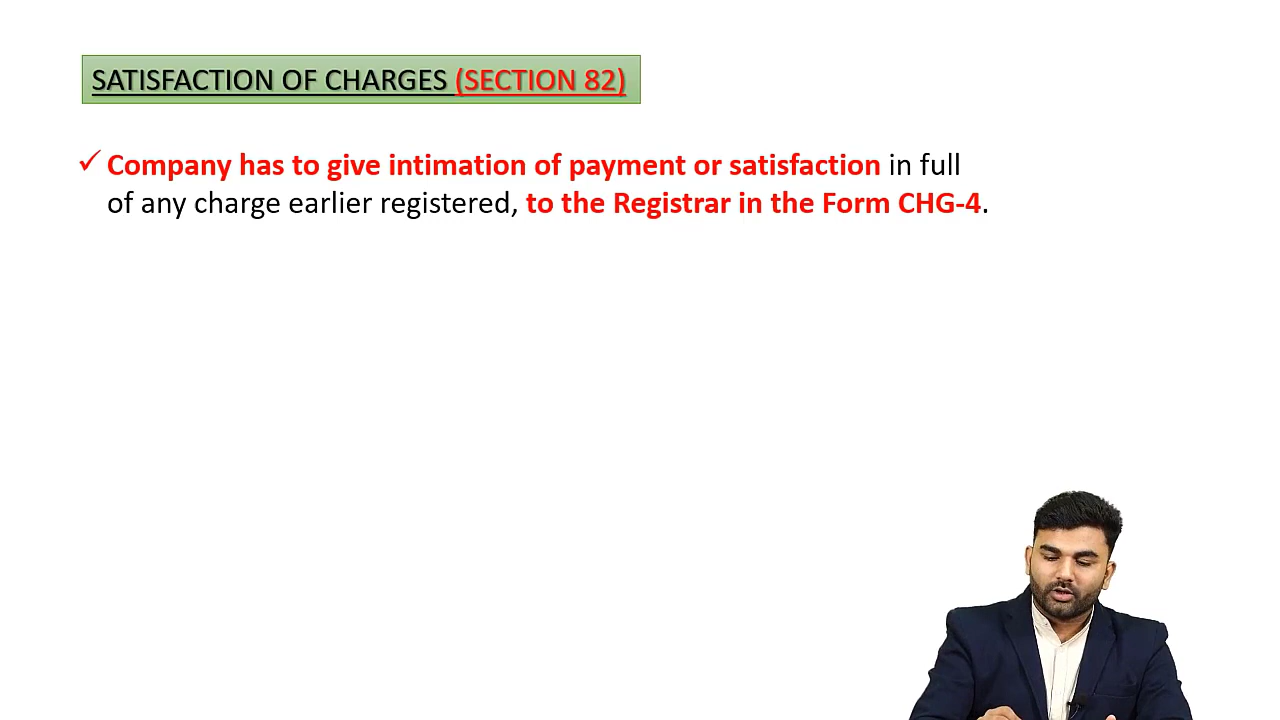 SATISFACTION OF CHARGES (SECTION 82)
✓ Company has to give intimation of payment or satisfaction in full
of any charge earlier registered, to the Registrar in the Form CHG-4.